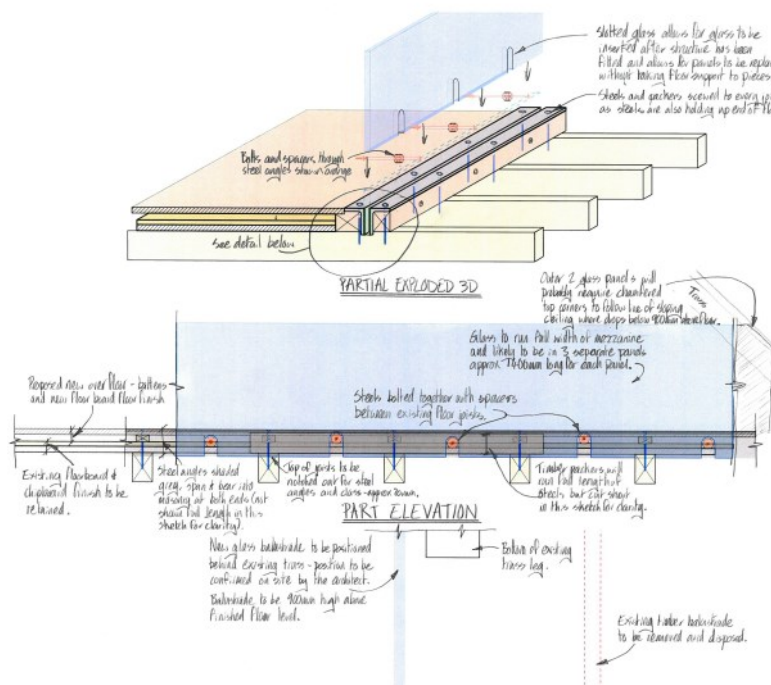 Slotted glass allows for glass to be
inserted after structure has been
fitted and allows for panels to be
without taking floor support to pieces
Steels and packers screwed to every
as steels are also holding up end of
Bolts and spacers through
steel angles shown orange
See detail below
PARTIAL EXPLODED 3D
Outer 2 glass panels will
probably require chamfered
top corners to follow line of sloping
ceiling where drops below 900mm above floor.
Truss
Glass to run full width of mezzanine
and likely to be in 3 separate panels
approx 1400mm long for each panel.
Proposed new over floor - battens
and new floor board floor finish
Steels bolted together with spacers
between existing floor joists.
Existing floorboard &
chipboard finish to be
retained.
Steel angles shaded
grey, span & bear into
masonry at both ends (not
shown full length in this
sketch for clarity).
Top of joists to be
notched out for steel
angles and glass - approx
Timber packers will
run full length of
steels but cut short
in this sketch for clarity.
PART ELEVATION
New glass balustrade to be positioned
behind existing truss - position to be
confirmed on site by the architect.
Balustrade to be 900mm high above
finished floor level.
Bottom of existing
truss leg.
Existing timber balustrade
to be removed and disposed.